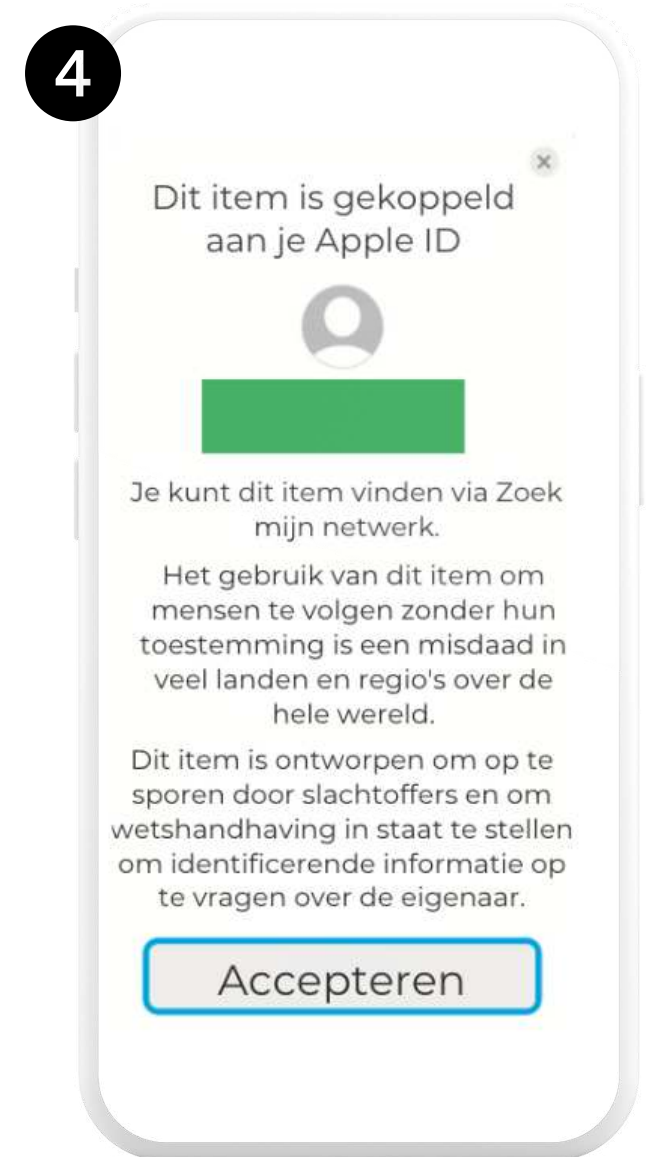 4
Dit item is gekoppeld
aan je Apple ID
Je kunt dit item vinden via Zoek
mijn netwerk.
Het gebruik van dit item om
mensen te volgen zonder hun
toestemming is een misdaad in
veel landen en regio's over de
hele wereld.
Dit item is ontworpen om op te
sporen door slachtoffers en om
wetshandhaving in staat te stellen
om identificerende informatie op
te vragen over de eigenaar.
Accepteren